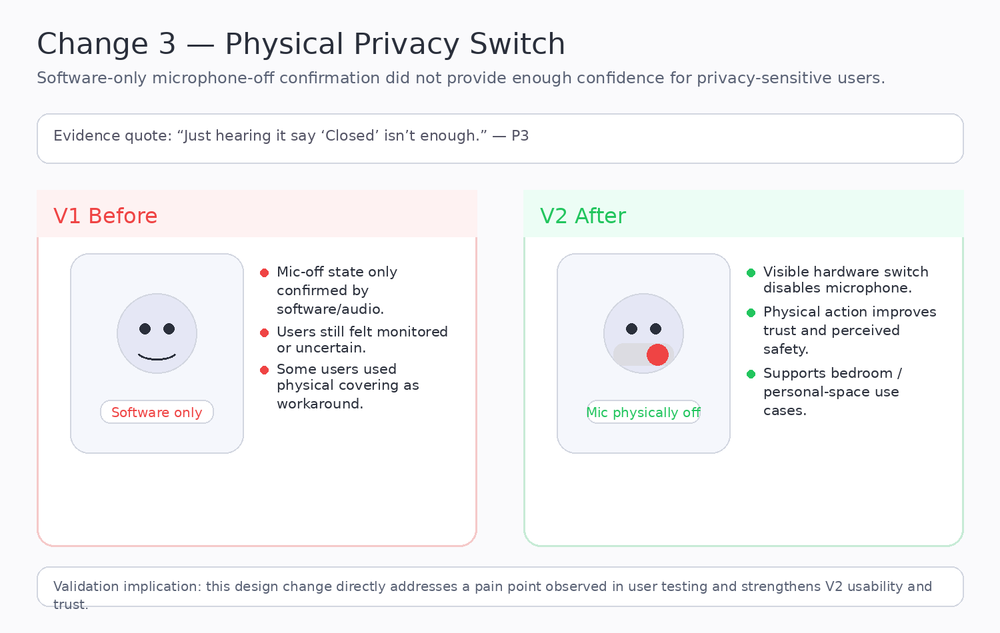 Change 3 — Physical Privacy Switch
Software-only microphone-off confirmation did not provide enough confidence for privacy-sensitive users.
Evidence quote: “Just hearing it say ‘Closed’ isn’t enough.” — P3
V1 Before
Software only
Mic-off state only
confirmed by
software/audio.
Users still felt monitored
or uncertain.
Some users used
physical covering as
workaround.
V2 After
Mic physically off
Visible hardware switch
disables microphone.
Physical action improves
trust and perceived
safety.
Supports bedroom /
personal-space use
cases.
Validation implication: this design change directly addresses a pain point observed in user testing and strengthens V2 usability and
trust.